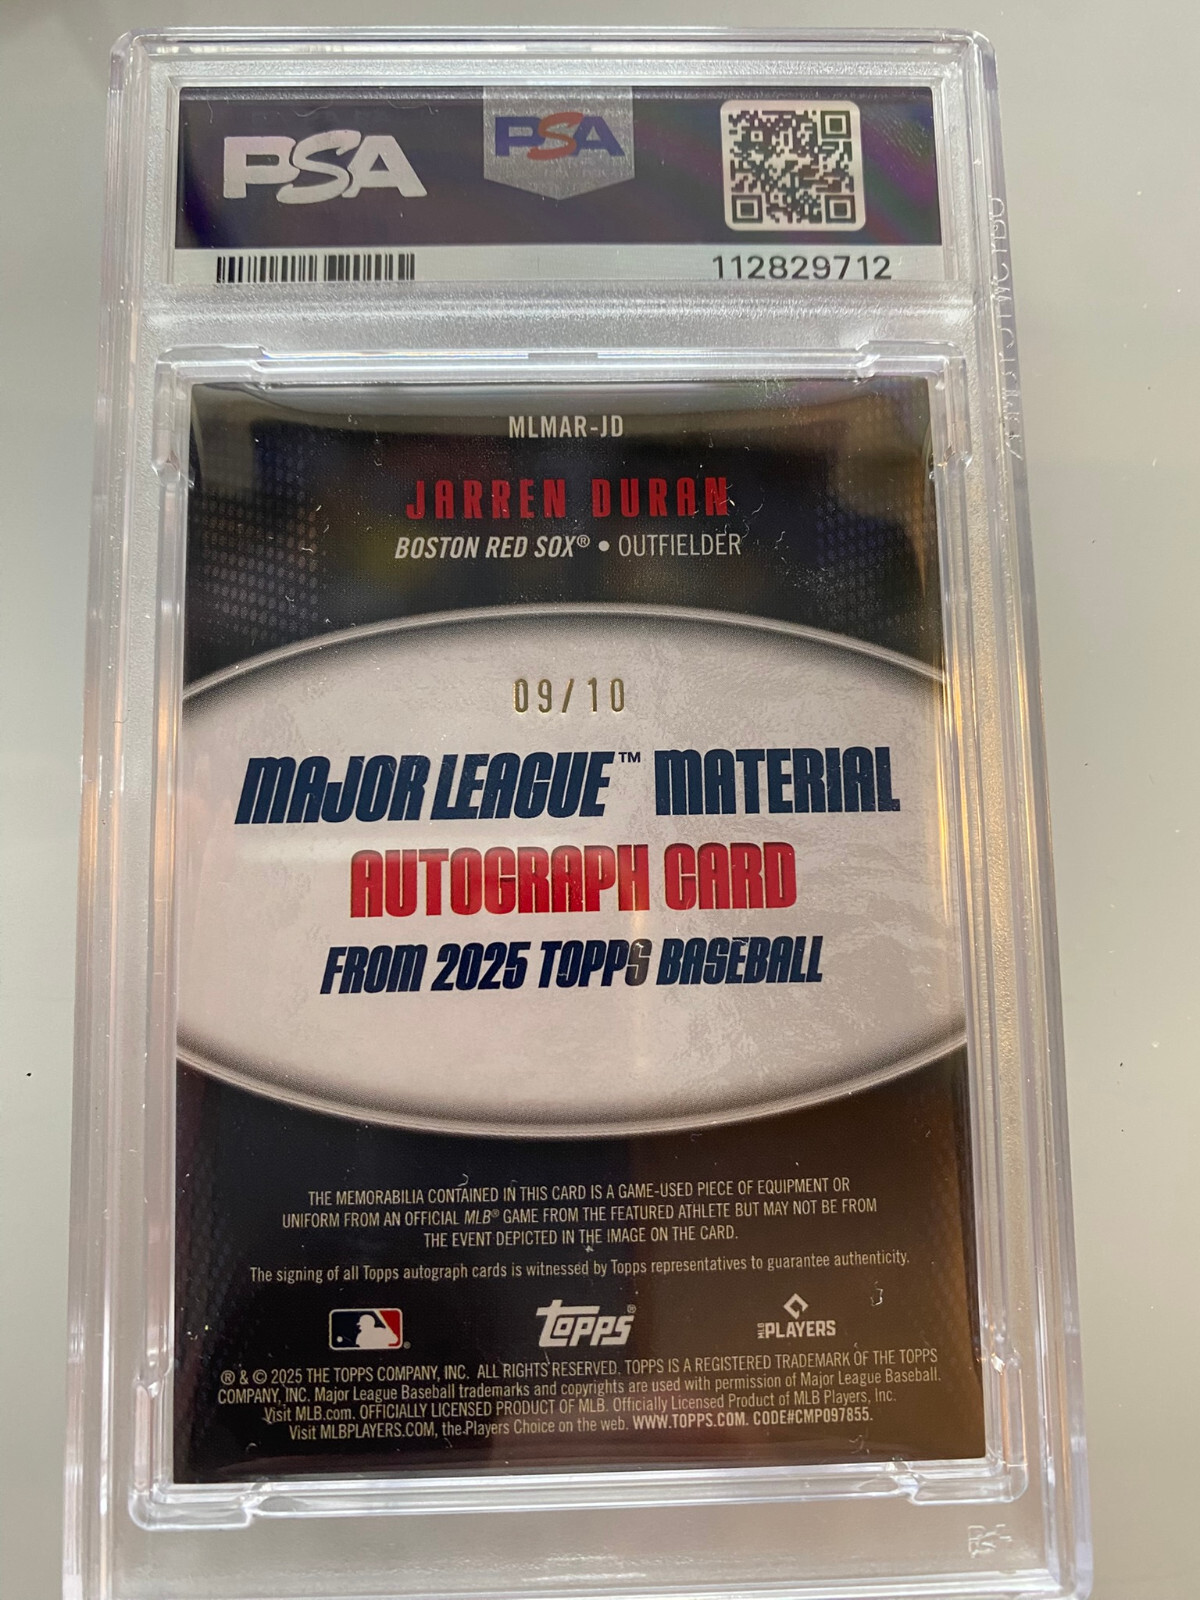 PSA
PSA
112829712
MLMAR-JD
JARREN DURAN
BOSTON RED SOX® • OUTFIELDER
09/10
MAJOR LEAGUE™ MATERIAL
AUTOGRAPH CARD
FROM 2025 TOPPS BASEBALL
THE MEMORABILIA CONTAINED IN THIS CARD IS A GAME-USED PIECE OF EQUIPMENT OR
UNIFORM FROM AN OFFICIAL MLB® GAME FROM THE FEATURED ATHLETE BUT MAY NOT BE FROM
THE EVENT DEPICTED IN THE IMAGE ON THE CARD.
The signing of all Topps autograph cards is witnessed by Topps representatives to guarantee authenticity.
Topps®
MLB PLAYERS
® & © 2025 THE TOPPS COMPANY, INC. ALL RIGHTS RESERVED. TOPPS IS A REGISTERED TRADEMARK OF THE TOPPS
COMPANY, INC. Major League Baseball trademarks and copyrights are used with permission of Major League Baseball.
Visit MLB.com. OFFICIALLY LICENSED PRODUCT OF MLB. Officially Licensed Product of MLB Players, Inc.
Visit MLBPLAYERS.COM, the Players Choice on the web. WWW.TOPPS.COM. CODE#CMP097855.